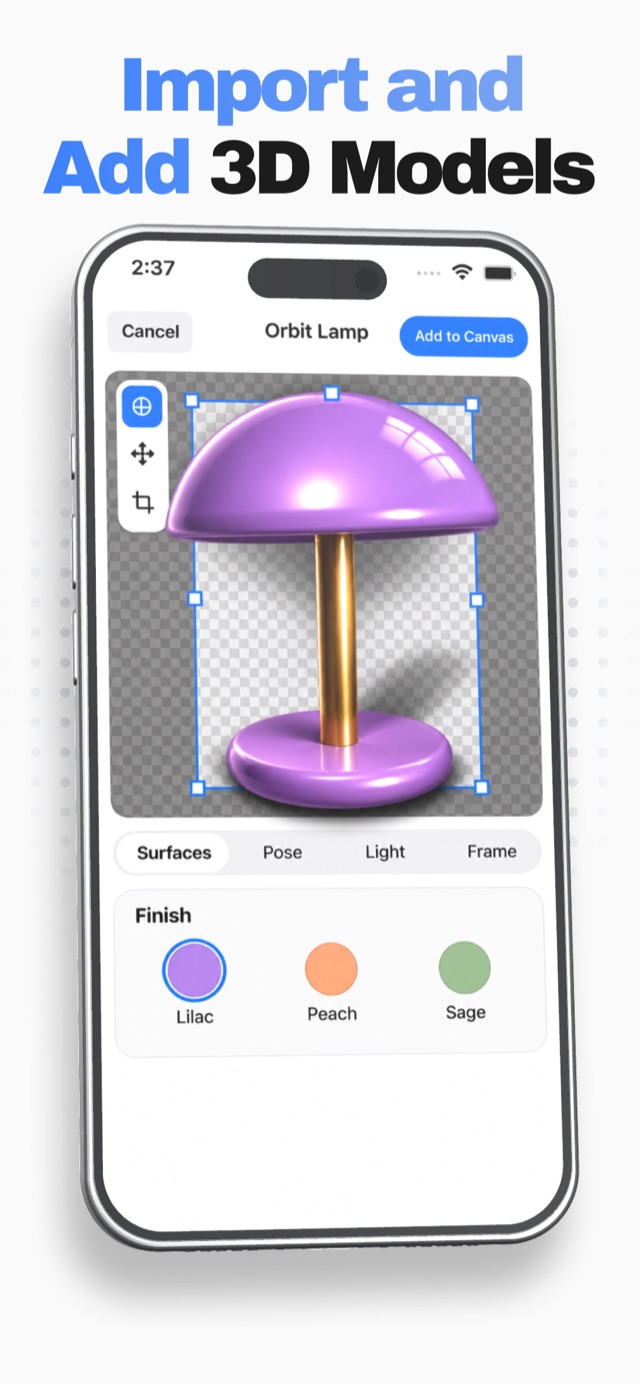 Import and
Add 3D Models
2:37
Cancel
Orbit Lamp
Add to Canvas
Surfaces
Pose
Light
Frame
Finish
Lilac
Peach
Sage